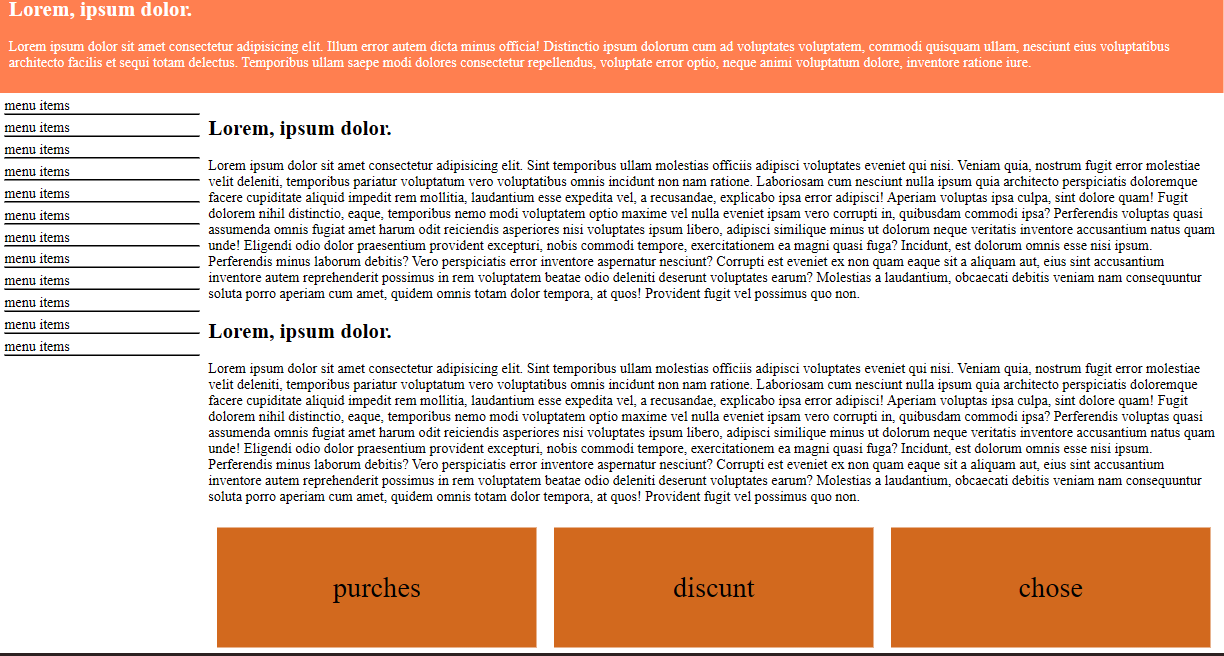 Lorem, ipsum dolor.
Lorem ipsum dolor sit amet consectetur adipisicing elit. Illum error autem dicta minus officia! Distinctio ipsum dolorum cum ad voluptates voluptatem, commodi quisquam ullam, nesciunt eius voluptatibus
architecto facilis et sequi totam delectus. Temporibus ullam saepe modi dolores consectetur repellendus, voluptate error optio, neque animi voluptatum dolore, inventore ratione iure.
menu items
menu items
menu items
menu items
menu items
menu items
menu items
menu items
menu items
menu items
menu items
menu items
Lorem, ipsum dolor.
Lorem ipsum dolor sit amet consectetur adipisicing elit. Sint temporibus ullam molestias officiis adipisci voluptates eveniet qui nisi. Veniam quia, nostrum fugit error molestiae
velit deleniti, temporibus pariatur voluptatum vero voluptatibus omnis incidunt non nam ratione. Laboriosam cum nesciunt nulla ipsum quia architecto perspiciatis doloremque
facere cupiditate aliquid impedit rem mollitia, laudantium esse expedita vel, a recusandae, explicabo ipsa error adipisci! Aperiam voluptas ipsa culpa, sint dolore quam! Fugit
dolorem nihil distinctio, eaque, temporibus nemo modi voluptatem optio maxime vel nulla eveniet ipsam vero corrupti in, quibusdam commodi ipsa? Perferendis voluptas quasi
assumenda omnis fugiat amet harum odit reiciendis asperiores nisi voluptates ipsum libero, adipisci similique minus ut dolorum neque veritatis inventore accusantium natus quam
unde! Eligendi odio dolor praesentium provident excepturi, nobis commodi tempore, exercitationem ea magni quasi fuga? Incidunt, est dolorum omnis esse nisi ipsum.
Perferendis minus laborum debitis? Vero perspiciatis error inventore aspernatur nesciunt? Corrupti est eveniet ex non quam eaque sit a aliquam aut, eius sint accusantium
inventore autem reprehenderit possimus in rem voluptatem beatae odio deleniti deserunt voluptates earum? Molestias a laudantium, obcaecati debitis veniam nam consequuntur
soluta porro aperiam cum amet, quidem omnis totam dolor tempora, at quos! Provident fugit vel possimus quo non.
Lorem, ipsum dolor.
Lorem ipsum dolor sit amet consectetur adipisicing elit. Sint temporibus ullam molestias officiis adipisci voluptates eveniet qui nisi. Veniam quia, nostrum fugit error molestiae
velit deleniti, temporibus pariatur voluptatum vero voluptatibus omnis incidunt non nam ratione. Laboriosam cum nesciunt nulla ipsum quia architecto perspiciatis doloremque
facere cupiditate aliquid impedit rem mollitia, laudantium esse expedita vel, a recusandae, explicabo ipsa error adipisci! Aperiam voluptas ipsa culpa, sint dolore quam! Fugit
dolorem nihil distinctio, eaque, temporibus nemo modi voluptatem optio maxime vel nulla eveniet ipsam vero corrupti in, quibusdam commodi ipsa? Perferendis voluptas quasi
assumenda omnis fugiat amet harum odit reiciendis asperiores nisi voluptates ipsum libero, adipisci similique minus ut dolorum neque veritatis inventore accusantium natus quam
unde! Eligendi odio dolor praesentium provident excepturi, nobis commodi tempore, exercitationem ea magni quasi fuga? Incidunt, est dolorum omnis esse nisi ipsum.
Perferendis minus laborum debitis? Vero perspiciatis error inventore aspernatur nesciunt? Corrupti est eveniet ex non quam eaque sit a aliquam aut, eius sint accusantium
inventore autem reprehenderit possimus in rem voluptatem beatae odio deleniti deserunt voluptates earum? Molestias a laudantium, obcaecati debitis veniam nam consequuntur
soluta porro aperiam cum amet, quidem omnis totam dolor tempora, at quos! Provident fugit vel possimus quo non.
purches
discunt
chose